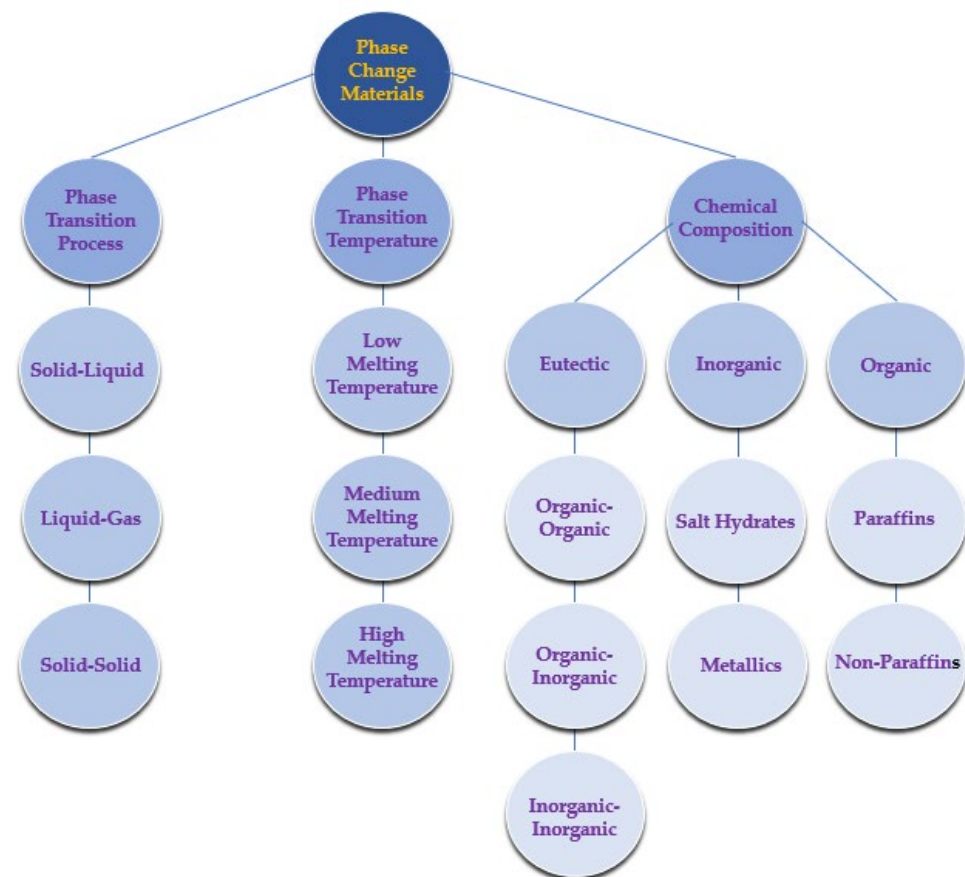 Phase
Change
Materials
Phase
Transition
Process
Phase
Transition
Temperature
Chemical
Composition
Solid-Liquid
Low
Melting
Temperature
Eutectic
Inorganic
Organic
Liquid-Gas
Medium
Melting
Temperature
Organic-
Organic
Salt Hydrates
Paraffins
Solid-Solid
High
Melting
Temperature
Organic-
Inorganic
Metallics
Non-Paraffins
Inorganic-
Inorganic